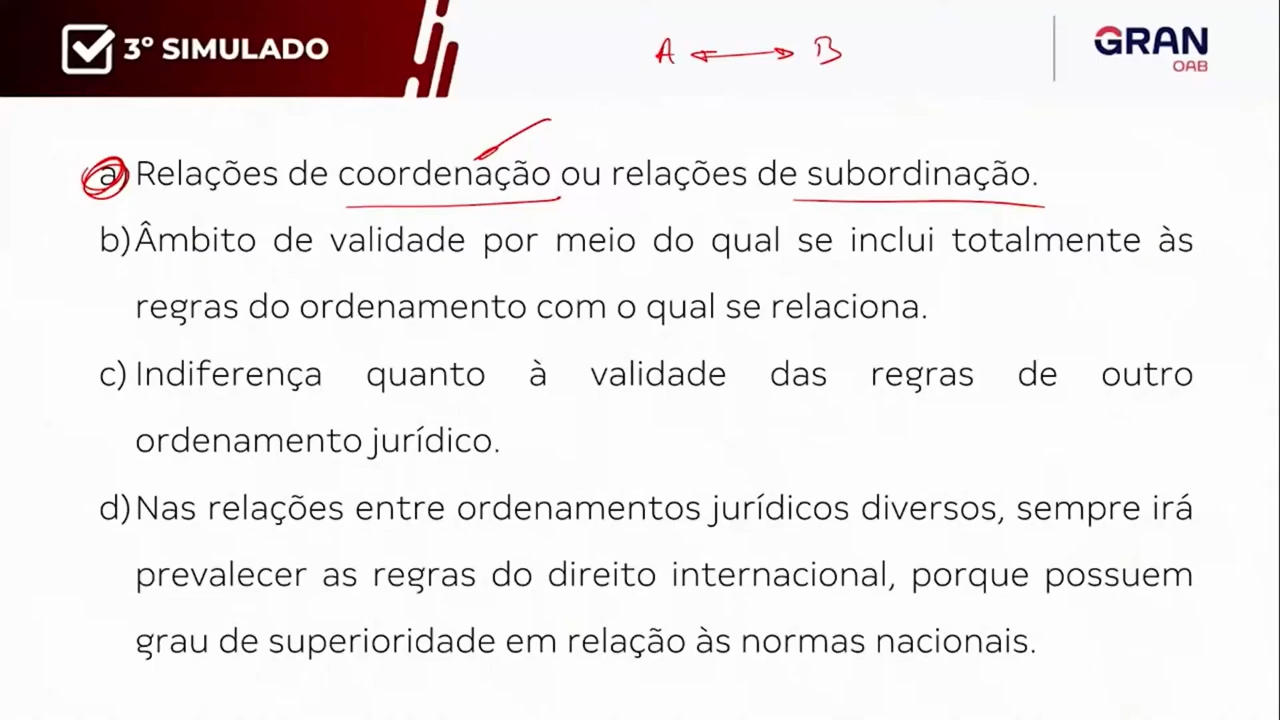 3º SIMULADO
A ⟷ B
GRAN
OAB
a) Relações de coordenação ou relações de subordinação.
b) Âmbito de validade por meio do qual se inclui totalmente às
regras do ordenamento com o qual se relaciona.
c) Indiferença quanto à validade das regras de outro
ordenamento jurídico.
d) Nas relações entre ordenamentos jurídicos diversos, sempre irá
prevalecer as regras do direito internacional, porque possuem
grau de superioridade em relação às normas nacionais.